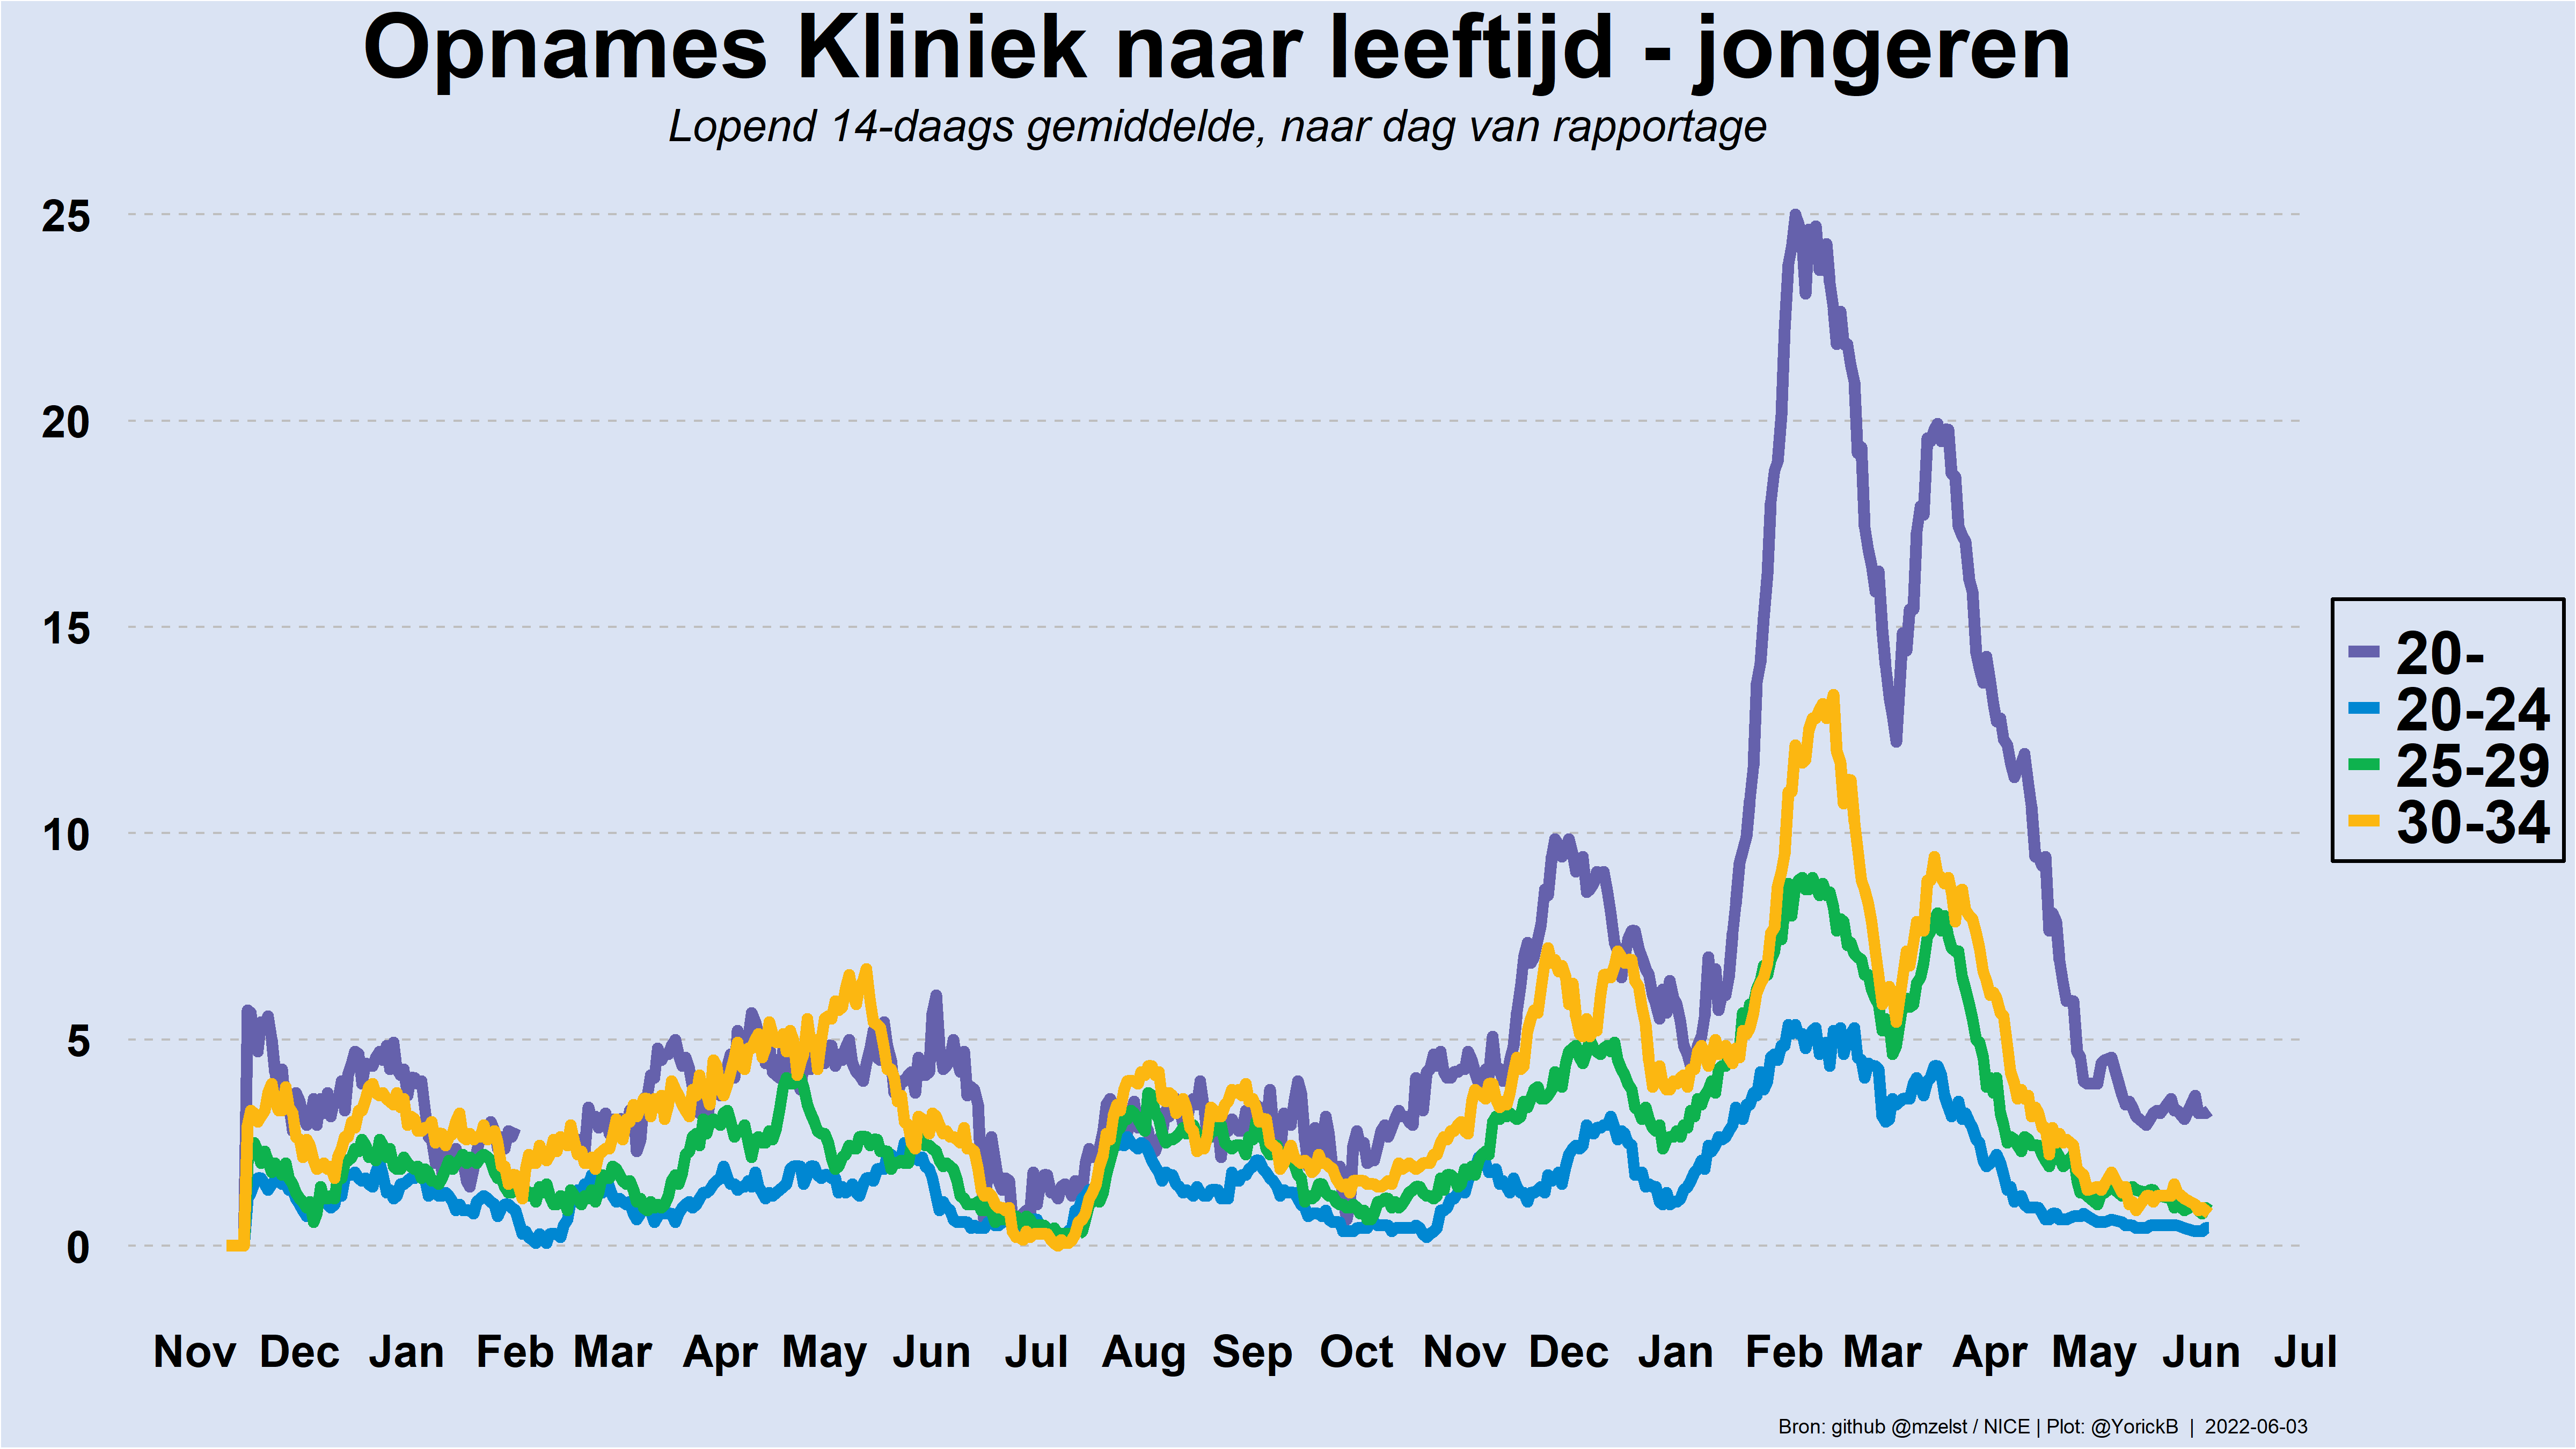 Opnames Kliniek naar leeftijd - jongeren
Lopend 14-daags gemiddelde, naar dag van rapportage
25
20
15
10
5
0
20-
20-24
25-29
30-34
Nov Dec Jan Feb Mar Apr May Jun Jul Aug Sep Oct Nov Dec Jan Feb Mar Apr May Jun Jul
Bron: github @mzelst / NICE | Plot: @YorickB | 2022-06-03